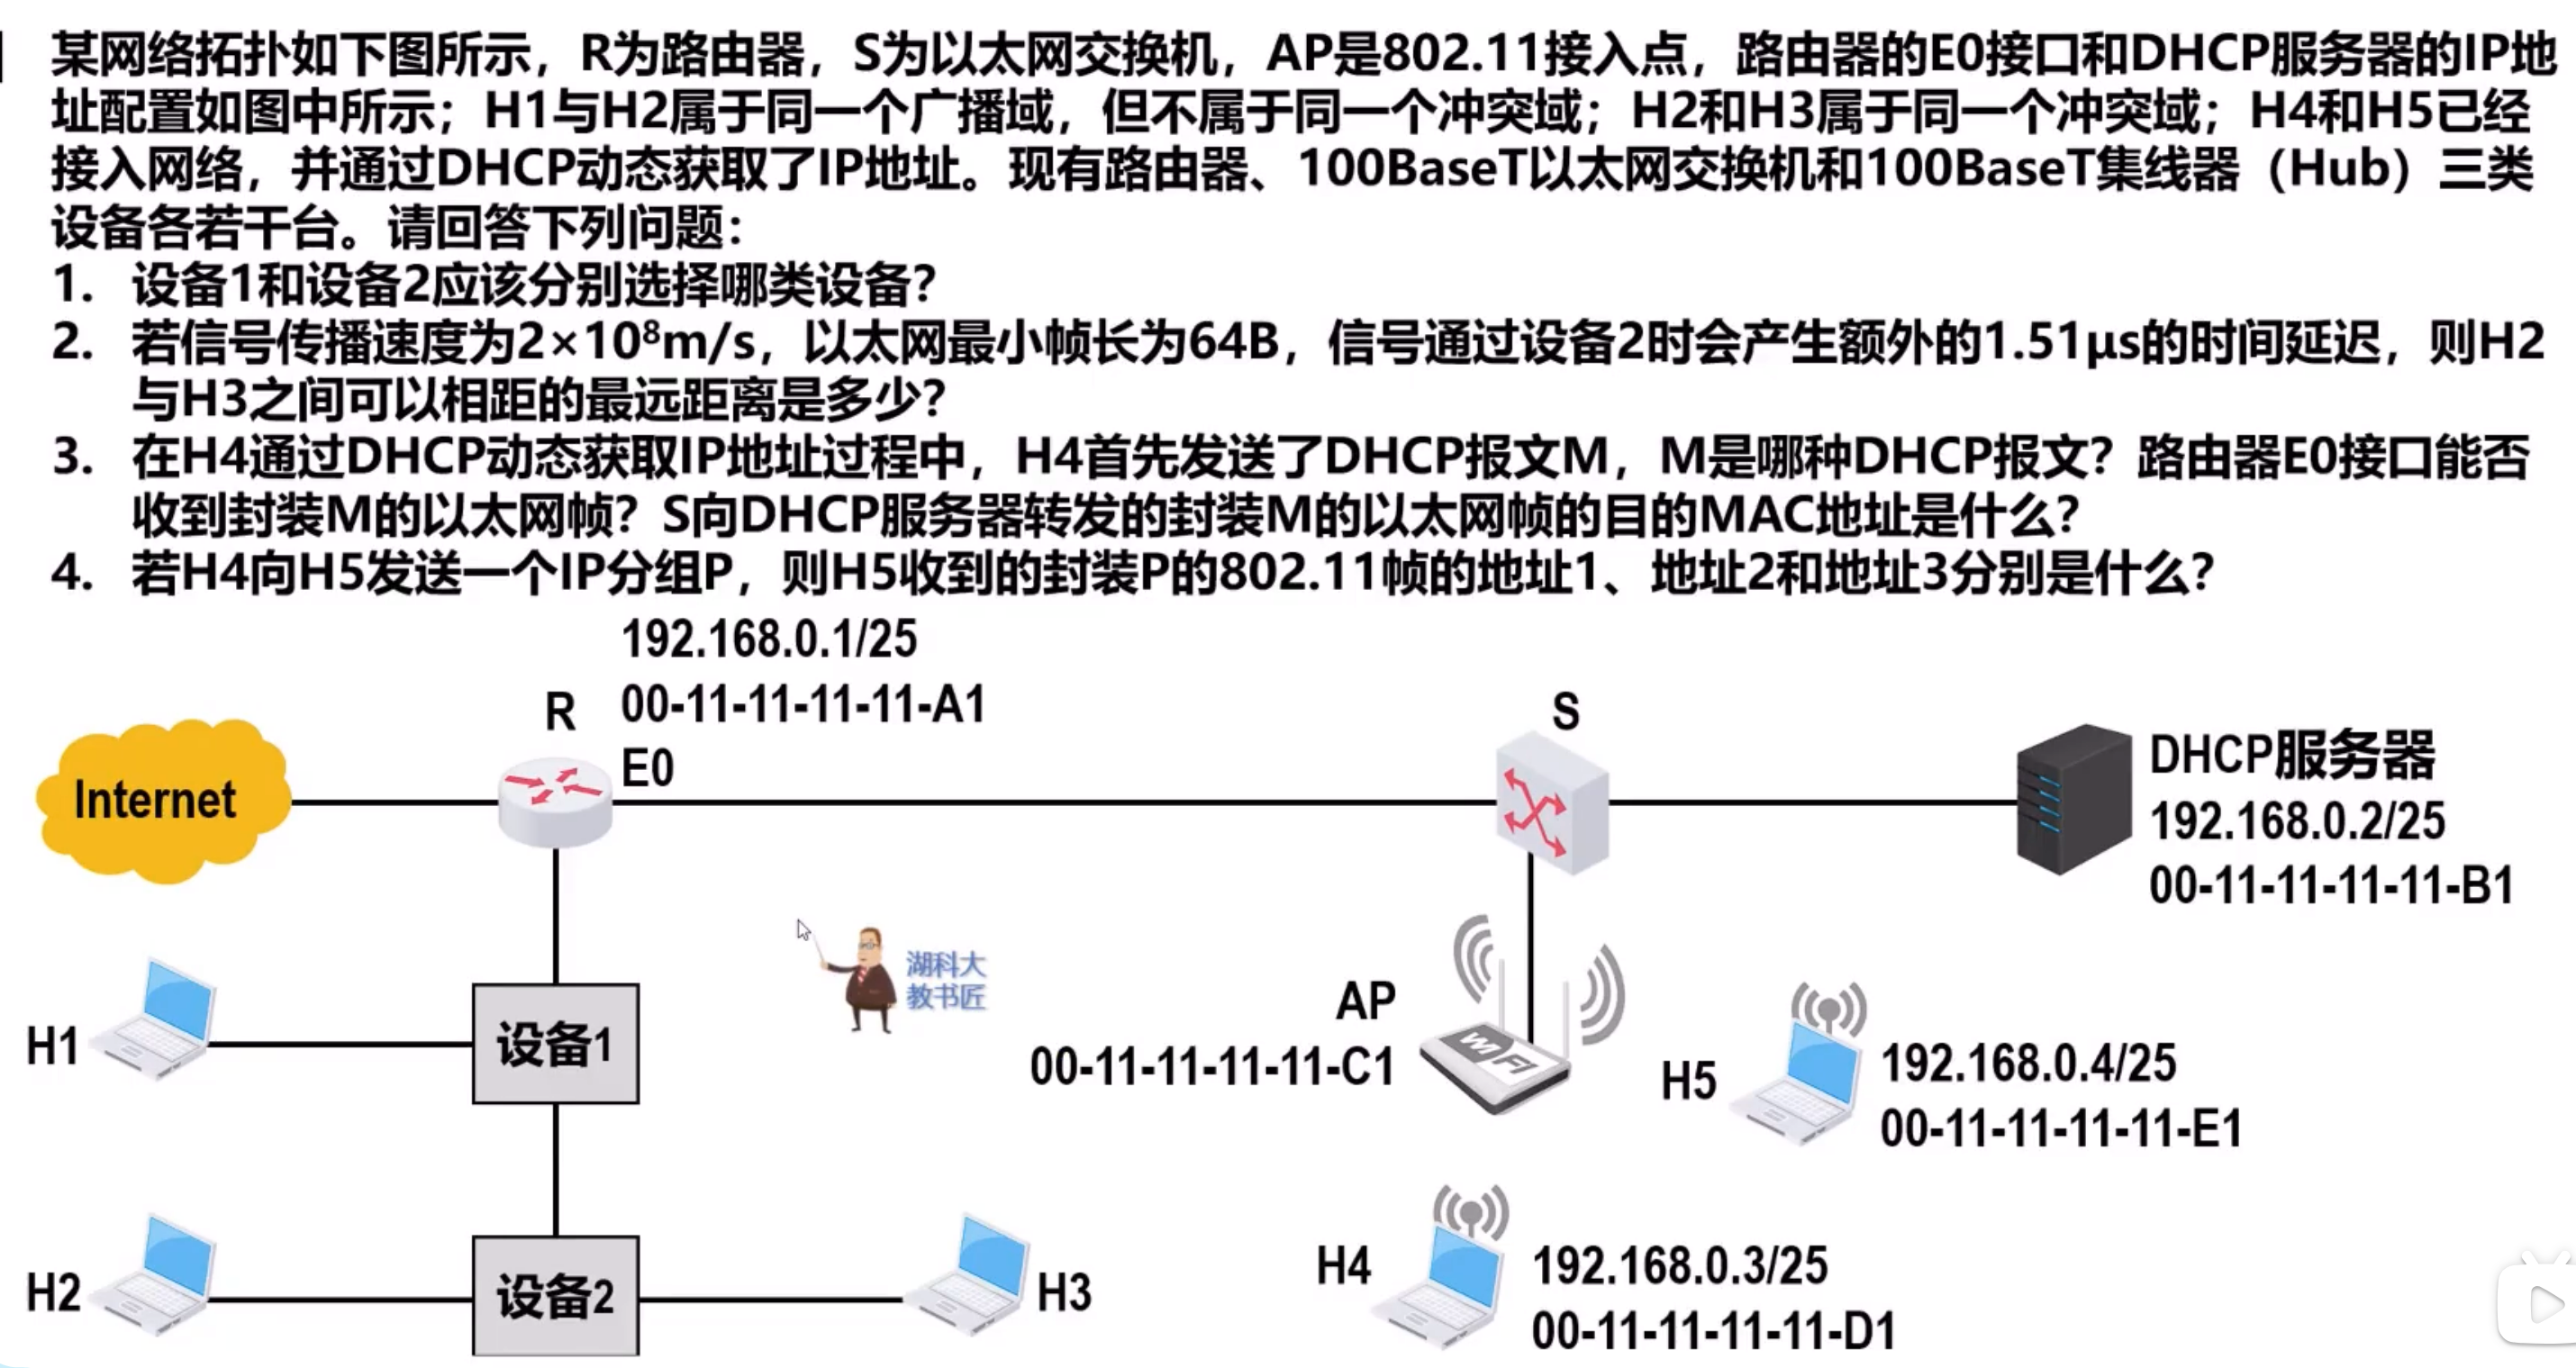 某网络拓扑如下图所示，R为路由器，S为以太网交换机，AP是802.11接入点，路由器的E0接口和DHCP服务器的IP地
址配置如图中所示；H1与H2属于同一个广播域，但不属于同一个冲突域；H2和H3属于同一个冲突域；H4和H5已经
接入网络，并通过DHCP动态获取了IP地址。现有路由器、100BaseT以太网交换机和100BaseT集线器（Hub）三类
设备各若干台。请回答下列问题：
1. 设备1和设备2应该分别选择哪类设备？
2. 若信号传播速度为2×10⁸m/s，以太网最小帧长为64B，信号通过设备2时会产生额外的1.51μs的时间延迟，则H2
与H3之间可以相距的最远距离是多少？
3. 在H4通过DHCP动态获取IP地址过程中，H4首先发送了DHCP报文M，M是哪种DHCP报文？路由器E0接口能否
收到封装M的以太网帧？S向DHCP服务器转发的封装M的以太网帧的目的MAC地址是什么？
4. 若H4向H5发送一个IP分组P，则H5收到的封装P的802.11帧的地址1、地址2和地址3分别是什么？
192.168.0.1/25
R 00-11-11-11-11-A1
E0
S
Internet
DHCP服务器
192.168.0.2/25
00-11-11-11-11-B1
湖科大
教书匠
AP
00-11-11-11-11-C1
WiFi
H1
设备1
H5
192.168.0.4/25
00-11-11-11-11-E1
H2
设备2
H3
H4
192.168.0.3/25
00-11-11-11-11-D1